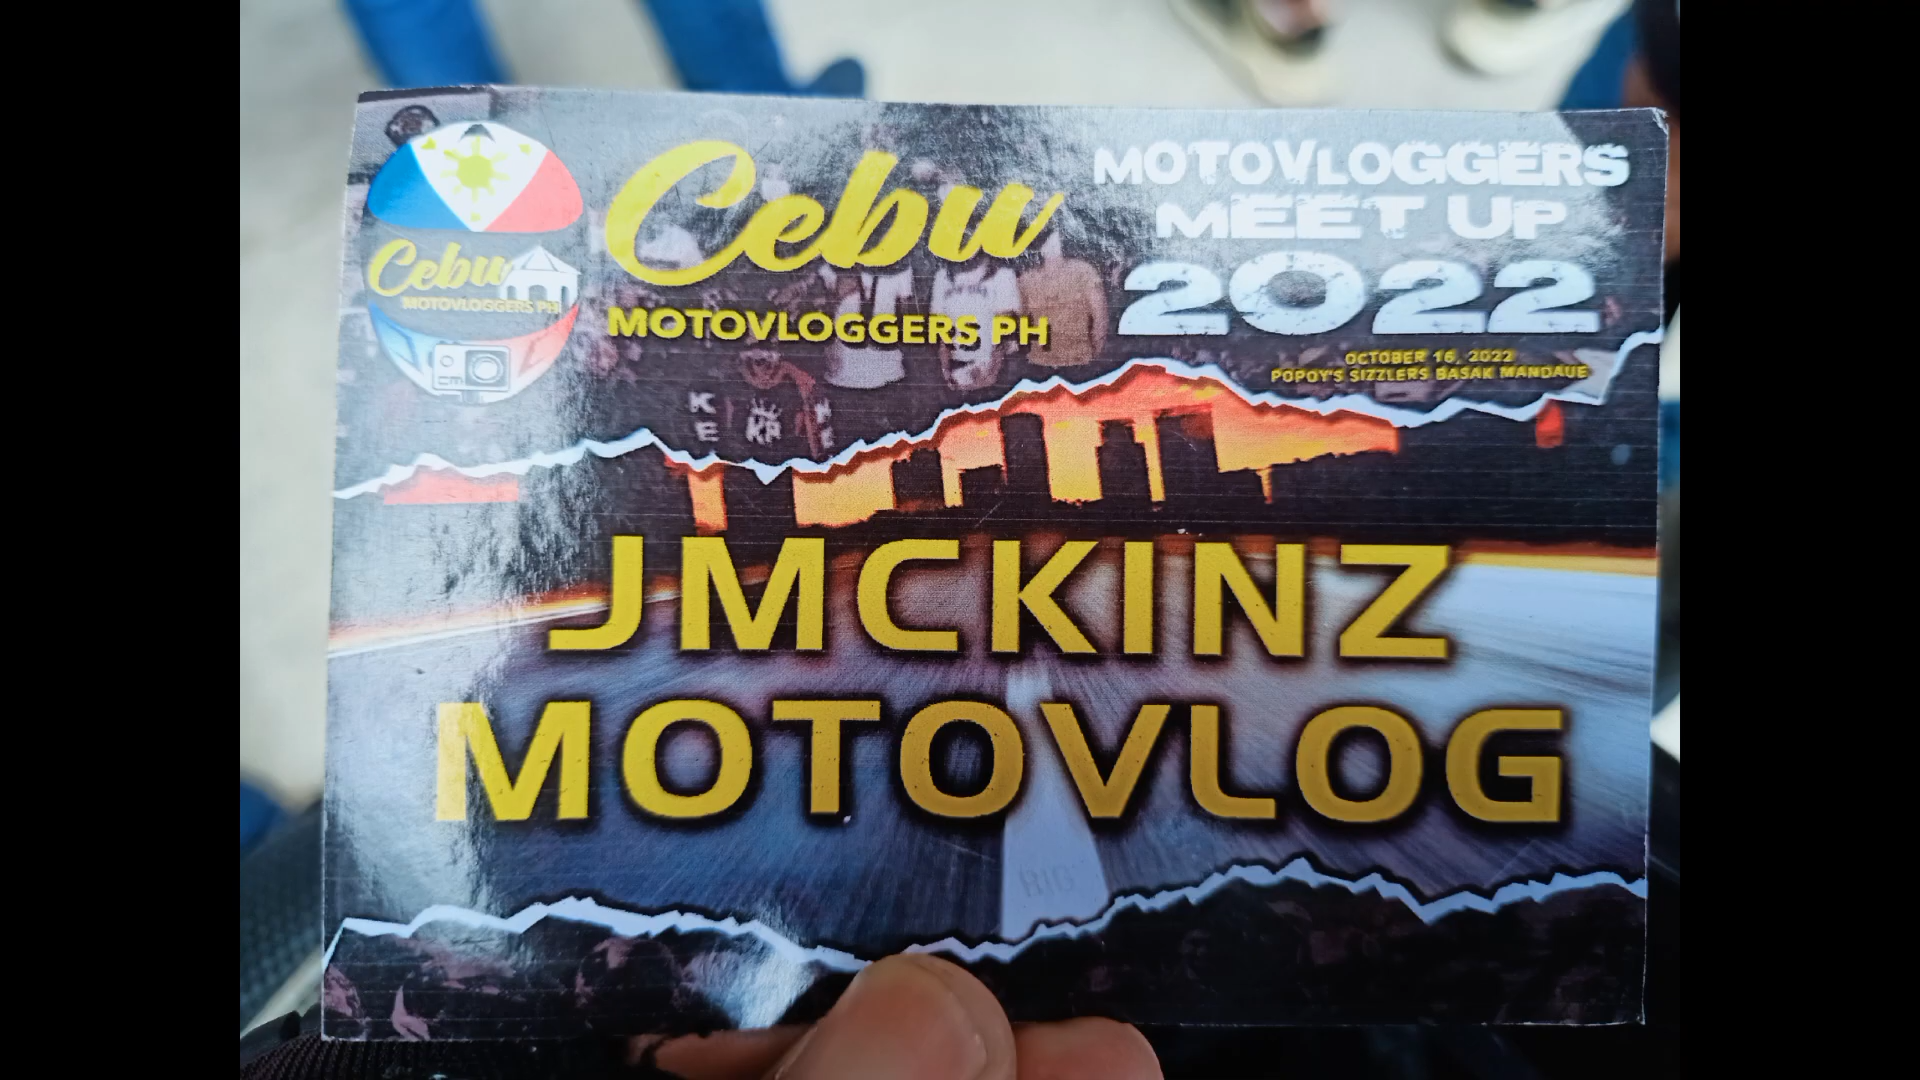 Cebu
MOTOVLOGGERS PH
Cebu
MOTOVLOGGERS PH
MOTOVLOGGERS
MEET UP
2022
OCTOBER 16, 2022
POPOY'S SIZZLERS BASAK MANDAUE
JMCKINZ
MOTOVLOG